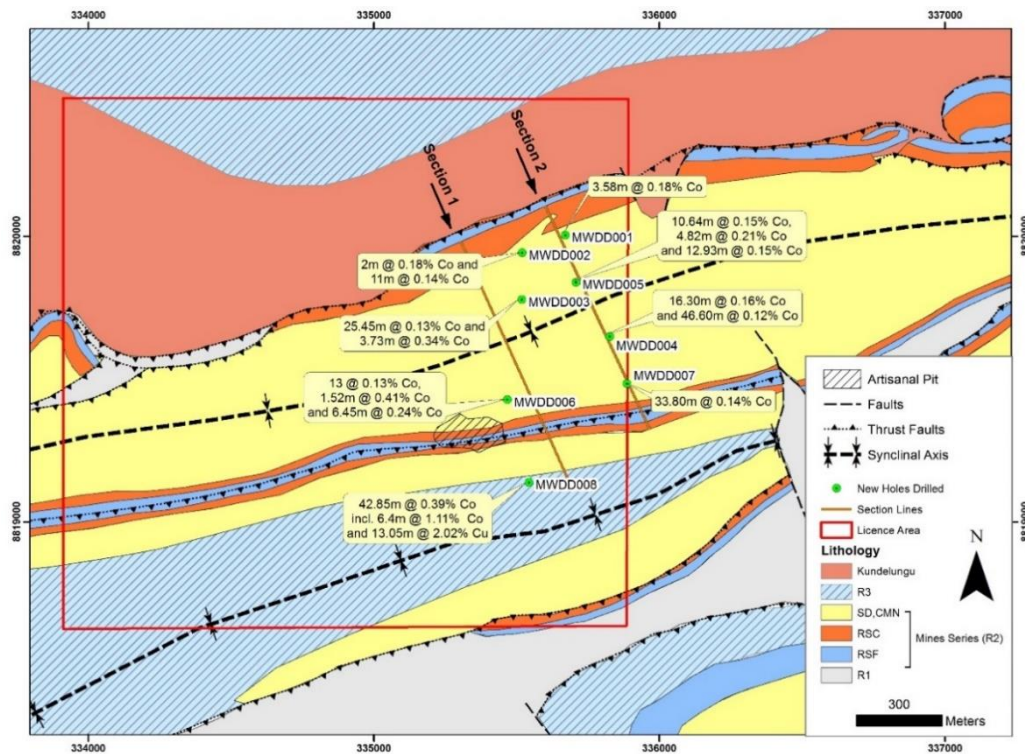 334000
335000
336000
337000
8820000
8820000
8819000
8819000
Section 1
Section 2
3.58m @ 0.18% Co
MWDD001
10.64m @ 0.15% Co,
4.82m @ 0.21% Co
and 12.93m @ 0.15% Co
2m @ 0.18% Co and
11m @ 0.14% Co
MWDD002
MWDD005
MWDD003
16.30m @ 0.16% Co
and 46.60m @ 0.12% Co
25.45m @ 0.13% Co and
3.73m @ 0.34% Co
MWDD004
MWDD007
13 @ 0.13% Co,
1.52m @ 0.41% Co
and 6.45m @ 0.24% Co
MWDD006
33.80m @ 0.14% Co
MWDD008
42.85m @ 0.39% Co
incl. 6.4m @ 1.11% Co
and 13.05m @ 2.02% Cu
Artisanal Pit
Faults
Thrust Faults
Synclinal Axis
New Holes Drilled
Section Lines
Licence Area
Lithology
Kundelungu
R3
SD,CMN
RSC
RSF
R1
Mines Series (R2)
N
300
Meters
334000
335000
336000
337000